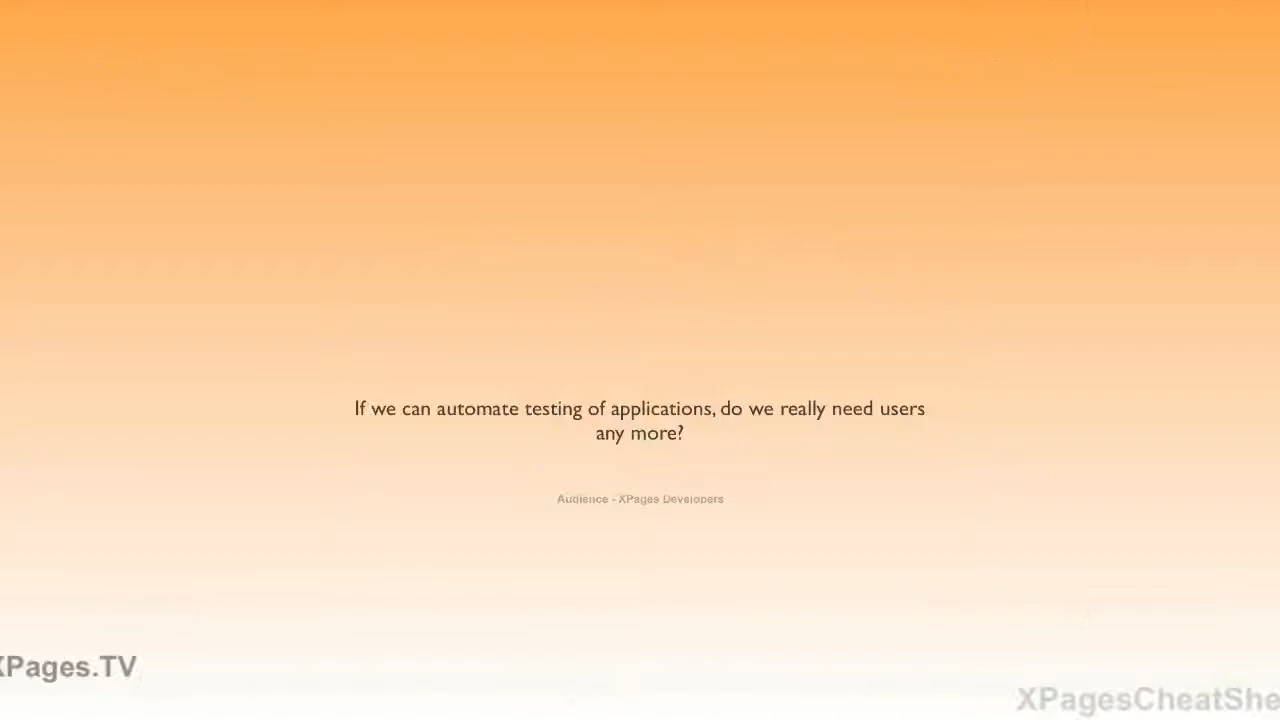 If we can automate testing of applications, do we really need users
any more?
Audience - XPages Developers
XPages.TV
XPagesCheatShe